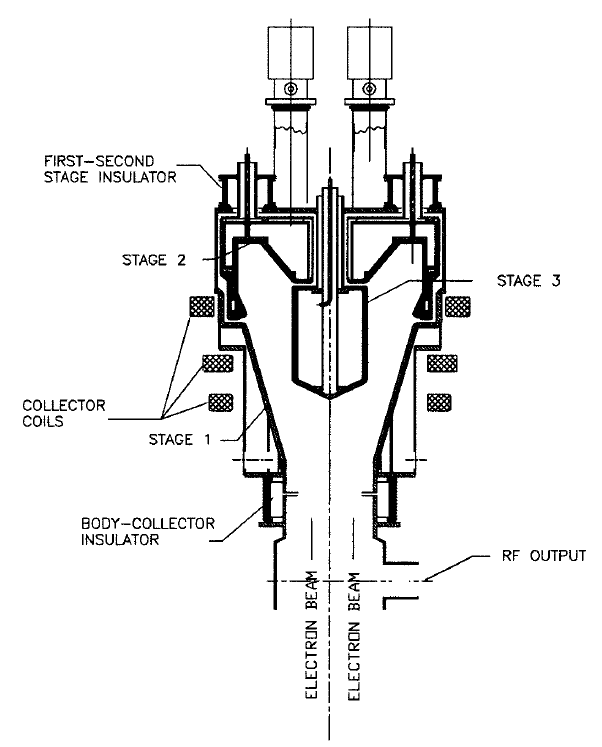 FIRST-SECOND
STAGE INSULATOR
STAGE 2
STAGE 3
COLLECTOR
COILS
STAGE 1
BODY-COLLECTOR
INSULATOR
RF OUTPUT
ELECTRON BEAM
ELECTRON BEAM